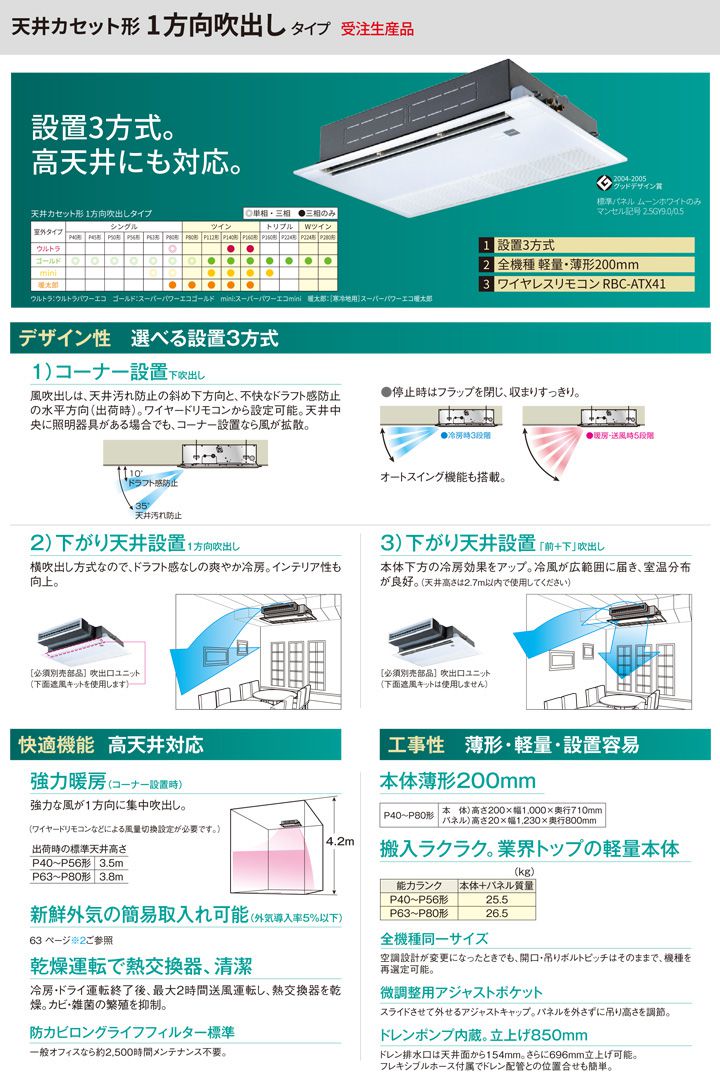 天井カセット形 1方向吹出し タイプ 受注生産品
設置3方式。
高天井にも対応。
2004-2005
グッドデザイン賞
標準パネル ムーンホワイトのみ
マンセル記号 2.5GY9.0/0.5
天井カセット形 1方向吹出しタイプ ◎単相・三相 ●三相のみ
室外タイプ シングル ツイン トリプル Wツイン
P40形 P45形 P50形 P56形 P63形 P80形 P80形 P112形 P140形 P160形 P160形 P224形 P224形 P280形
ウルトラ ◎ ● ●
ゴールド ◎ ◎ ◎ ◎ ◎ ◎ ◎ ● ● ● ● ● ● ●
mini ◎ ◎ ● ● ● ●
暖太郎 ● ● ● ● ●
ウルトラ:ウルトラパワーエコ ゴールド:スーパーパワーエコゴールド mini:スーパーパワーエコmini 暖太郎:[寒冷地用]スーパーパワーエコ暖太郎
1 設置3方式
2 全機種 軽量・薄形200mm
3 ワイヤレスリモコン RBC-ATX41
デザイン性 選べる設置3方式
1)コーナー設置 下吹出し
風吹出しは、天井汚れ防止の斜め下方向と、不快なドラフト感防止
の水平方向(出荷時)。ワイヤードリモコンから設定可能。天井中
央に照明器具がある場合でも、コーナー設置なら風が拡散。
10°
ドラフト感防止
35°
天井汚れ防止
●停止時はフラップを閉じ、収まりすっきり。
●冷房時3段階
●暖房・送風時5段階
オートスイング機能も搭載。
2)下がり天井設置 1方向吹出し
横吹出し方式なので、ドラフト感なしの爽やか冷房。インテリア性も
向上。
[必須別売部品] 吹出口ユニット
(下面遮風キットを使用します)
3)下がり天井設置 「前+下」吹出し
本体下方の冷房効果をアップ。冷風が広範囲に届き、室温分布
が良好。(天井高さは2.7m以内で使用してください)
[必須別売部品] 吹出口ユニット
(下面遮風キットは使用しません)
快適機能 高天井対応
強力暖房(コーナー設置時)
強力な風が1方向に集中吹出し。
(ワイヤードリモコンなどによる風量切換設定が必要です。)
出荷時の標準天井高さ
P40~P56形 3.5m
P63~P80形 3.8m
4.2m
新鮮外気の簡易取入れ可能(外気導入率5%以下)
63 ページ※2ご参照
乾燥運転で熱交換器、清潔
冷房・ドライ運転終了後、最大2時間送風運転し、熱交換器を乾
燥。カビ・雑菌の繁殖を抑制。
防カビロングライフフィルター標準
一般オフィスなら約2,500時間メンテナンス不要。
工事性 薄形・軽量・設置容易
本体薄形200mm
P40~P80形 本 体)高さ200×幅1,000×奥行710mm
パネル)高さ20×幅1,230×奥行800mm
搬入ラクラク。業界トップの軽量本体
(kg)
能力ランク 本体+パネル質量
P40~P56形 25.5
P63~P80形 26.5
全機種同一サイズ
空調設計が変更になったときでも、開口・吊りボルトピッチはそのままで、機種を
再選定可能。
微調整用アジャストポケット
スライドさせて外せるアジャストキャップ。パネルを外さずに吊り高さを調節。
ドレンポンプ内蔵。立上げ850mm
ドレン排水口は天井面から154mm。さらに696mm立上げ可能。
フレキシブルホース付属でドレン配管との位置合せも簡単。